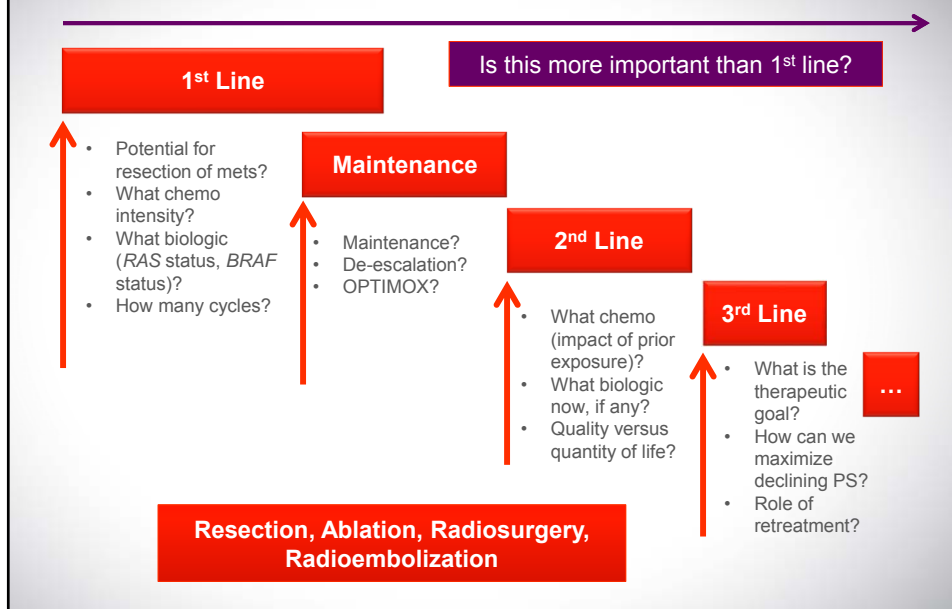 Is this more important than 1st line?
1st Line
• Potential for
resection of mets?
• What chemo
intensity?
• What biologic
(RAS status, BRAF
status)?
• How many cycles?
Maintenance
• Maintenance?
• De-escalation?
• OPTIMOX?
2nd Line
• What chemo
(impact of prior
exposure)?
• What biologic
now, if any?
• Quality versus
quantity of life?
3rd Line
• What is the
therapeutic
goal?
• How can we
maximize
declining PS?
• Role of
retreatment?
...
Resection, Ablation, Radiosurgery,
Radioembolization